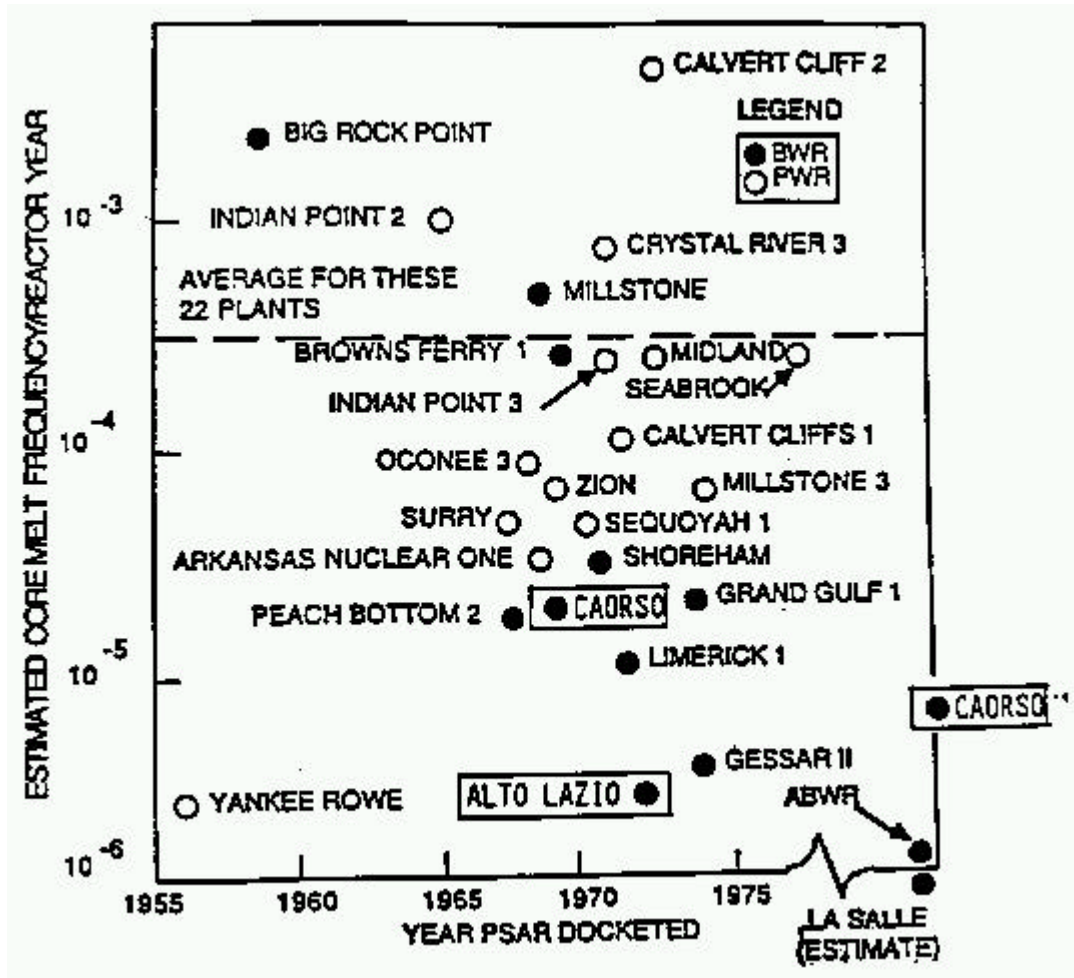 ESTIMATED CORE MELT FREQUENCY/REACTOR YEAR
CALVERT CLIFF 2
LEGEND
BWR
PWR
BIG ROCK POINT
10 -3
INDIAN POINT 2
CRYSTAL RIVER 3
AVERAGE FOR THESE
22 PLANTS
MILLSTONE
BROWNS FERRY 1
MIDLAND
SEABROOK
INDIAN POINT 3
10 -4
CALVERT CLIFFS 1
OCONEE 3
ZION
MILLSTONE 3
SURRY
SEQUOYAH 1
ARKANSAS NUCLEAR ONE
SHOREHAM
CAORSO
GRAND GULF 1
PEACH BOTTOM 2
LIMERICK 1
10 -5
CAORSO
GESSAR II
ALTO LAZIO
ABWR
YANKEE ROWE
10 -6
1955
1960
1965
1970
1975
YEAR PSAR DOCKETED
LA SALLE
(ESTIMATE)